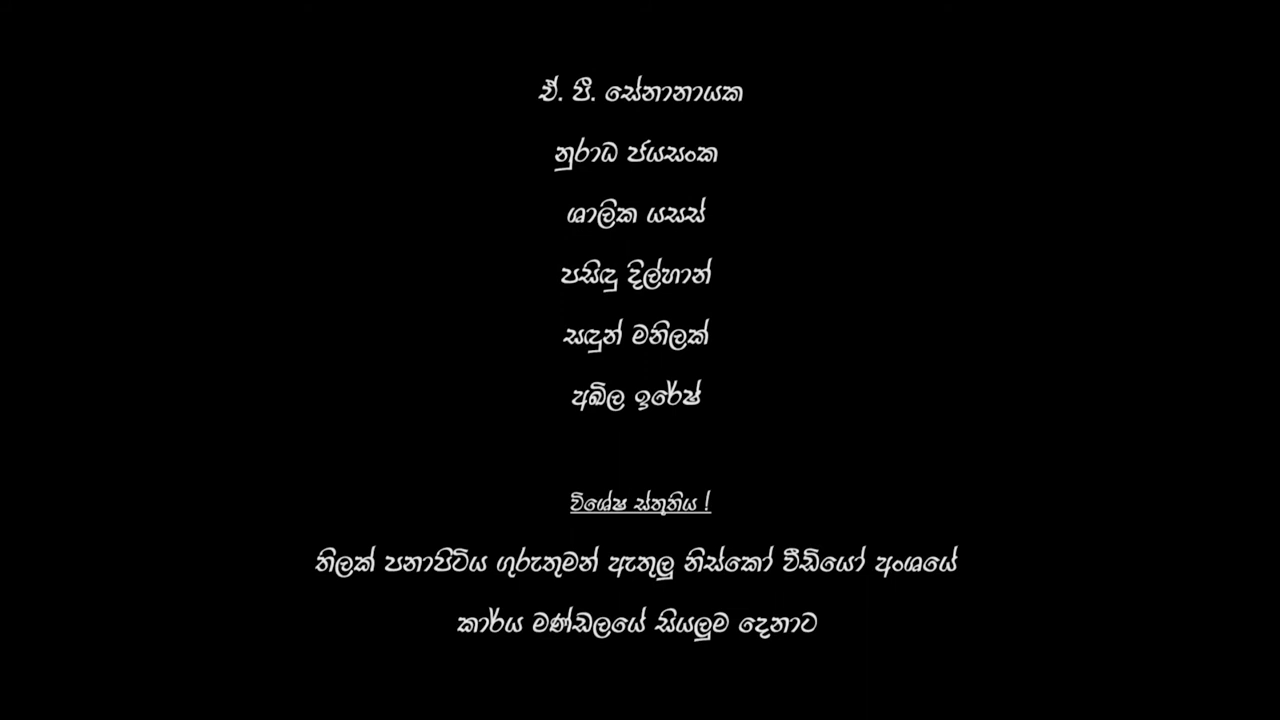 ඒ. පී. සේනානායක
නුරාධ ජයසංක
ශාලික යසස්
පසිඳු දිල්හාන්
සඳුන් මනිලක්
අඛිල ඉරේෂ්
විශේෂ ස්තූතිය !
තිලක් පනාපිටිය ගුරුතුමන් ඇතුලු නිස්කෝ වීඩියෝ අංශයේ
කාර්ය මණ්ඩලයේ සියලුම දෙනාට